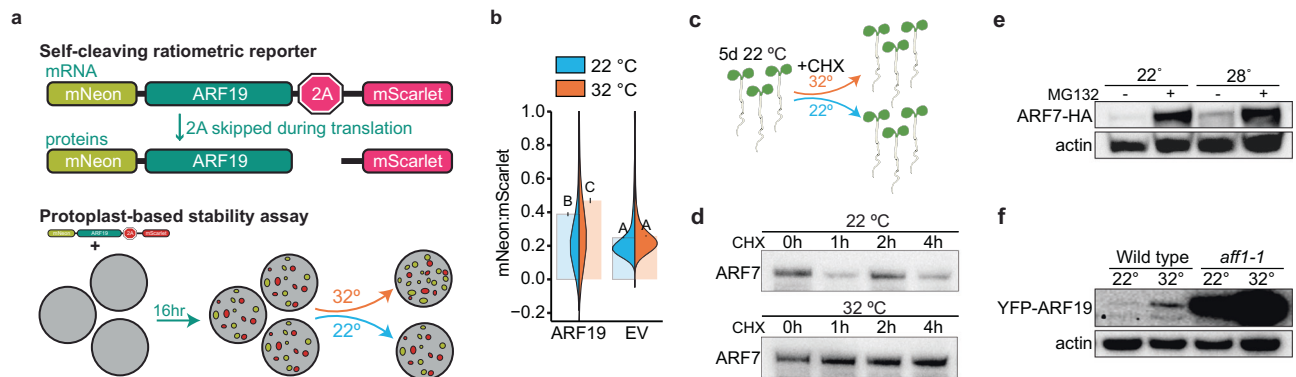 a
Self-cleaving ratiometric reporter
mRNA
mNeon ARF19 2A mScarlet
2A skipped during translation
proteins
mNeon ARF19 mScarlet
Protoplast-based stability assay
mNeon ARF19 2A mScarlet
+
16hr
32º
22º
b
22 °C
32 °C
mNeon:mScarlet
1.0
0.8
0.6
0.4
0.2
0.0
−0.2
B C A A
ARF19 EV
c
5d 22 ºC
+CHX
32º
22º
d
22 ºC
CHX 0h 1h 2h 4h
ARF7
32 ºC
CHX 0h 1h 2h 4h
ARF7
e
22˚ 28˚
MG132 - + - +
ARF7-HA
actin
f
Wild type aff1-1
22° 32° 22° 32°
YFP-ARF19
actin